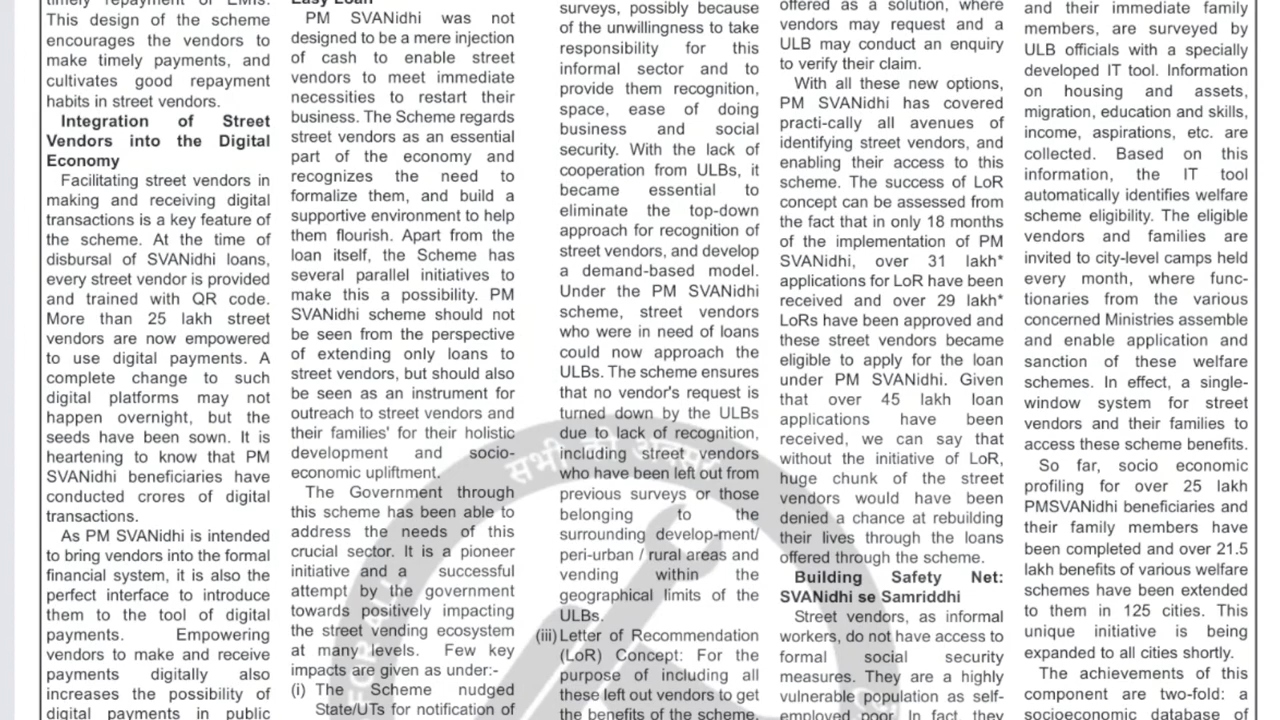 timely repayment of EMIs.
This design of the scheme
encourages the vendors to
make timely payments, and
cultivates good repayment
habits in street vendors.
Integration of Street
Vendors into the Digital
Economy
Facilitating street vendors in
making and receiving digital
transactions is a key feature of
the scheme. At the time of
disbursal of SVANidhi loans,
every street vendor is provided
and trained with QR code.
More than 25 lakh street
vendors are now empowered
to use digital payments. A
complete change to such
digital platforms may not
happen overnight, but the
seeds have been sown. It is
heartening to know that PM
SVANidhi beneficiaries have
conducted crores of digital
transactions.
As PM SVANidhi is intended
to bring vendors into the formal
financial system, it is also the
perfect interface to introduce
them to the tool of digital
payments. Empowering
vendors to make and receive
payments digitally also
increases the possibility of
digital payments in public
Easy Loan
PM SVANidhi was not
designed to be a mere injection
of cash to enable street
vendors to meet immediate
necessities to restart their
business. The Scheme regards
street vendors as an essential
part of the economy and
recognizes the need to
formalize them, and build a
supportive environment to help
them flourish. Apart from the
loan itself, the Scheme has
several parallel initiatives to
make this a possibility. PM
SVANidhi scheme should not
be seen from the perspective
of extending only loans to
street vendors, but should also
be seen as an instrument for
outreach to street vendors and
their families' for their holistic
development and socio-
economic upliftment.
The Government through
this scheme has been able to
address the needs of this
crucial sector. It is a pioneer
initiative and a successful
attempt by the government
towards positively impacting
the street vending ecosystem
at many levels. Few key
impacts are given as under:-
(i) The Scheme nudged
State/UTs for notification of
surveys, possibly because
of the unwillingness to take
responsibility for this
informal sector and to
provide them recognition,
space, ease of doing
business and social
security. With the lack of
cooperation from ULBs, it
became essential to
eliminate the top-down
approach for recognition of
street vendors, and develop
a demand-based model.
Under the PM SVANidhi
scheme, street vendors
who were in need of loans
could now approach the
ULBs. The scheme ensures
that no vendor's request is
turned down by the ULBs
due to lack of recognition,
including street vendors
who have been left out from
previous surveys or those
belonging to the
surrounding develop-ment/
peri-urban / rural areas and
vending within the
geographical limits of the
ULBs.
(iii) Letter of Recommendation
(LoR) Concept: For the
purpose of including all
these left out vendors to get
the benefits of the scheme,
offered as a solution, where
vendors may request and a
ULB may conduct an enquiry
to verify their claim.
With all these new options,
PM SVANidhi has covered
practi-cally all avenues of
identifying street vendors, and
enabling their access to this
scheme. The success of LoR
concept can be assessed from
the fact that in only 18 months
of the implementation of PM
SVANidhi, over 31 lakh*
applications for LoR have been
received and over 29 lakh*
LoRs have been approved and
these street vendors became
eligible to apply for the loan
under PM SVANidhi. Given
that over 45 lakh loan
applications have been
received, we can say that
without the initiative of LoR,
huge chunk of the street
vendors would have been
denied a chance at rebuilding
their lives through the loans
offered through the scheme.
Building Safety Net:
SVANidhi se Samriddhi
Street vendors, as informal
workers, do not have access to
formal social security
measures. They are a highly
vulnerable population as self-
employed poor. In fact, they
and their immediate family
members, are surveyed by
ULB officials with a specially
developed IT tool. Information
on housing and assets,
migration, education and skills,
income, aspirations, etc. are
collected. Based on this
information, the IT tool
automatically identifies welfare
scheme eligibility. The eligible
vendors and families are
invited to city-level camps held
every month, where func-
tionaries from the various
concerned Ministries assemble
and enable application and
sanction of these welfare
schemes. In effect, a single-
window system for street
vendors and their families to
access these scheme benefits.
So far, socio economic
profiling for over 25 lakh
PMSVANidhi beneficiaries and
their family members have
been completed and over 21.5
lakh benefits of various welfare
schemes have been extended
to them in 125 cities. This
unique initiative is being
expanded to all cities shortly.
The achievements of this
component are two-fold: a
socioeconomic database of